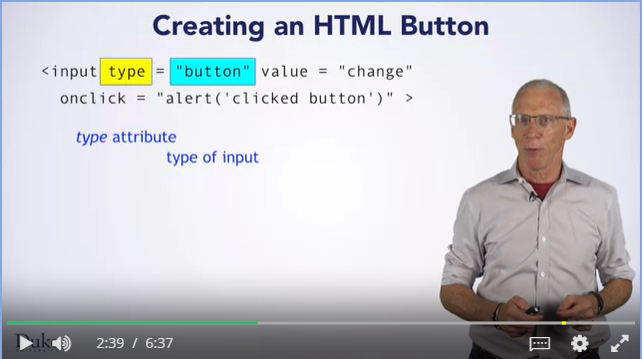 Creating an HTML Button
<input type = "button" value = "change"
onclick = "alert('clicked button')" >
type attribute
type of input
Duke
2:39 / 6:37